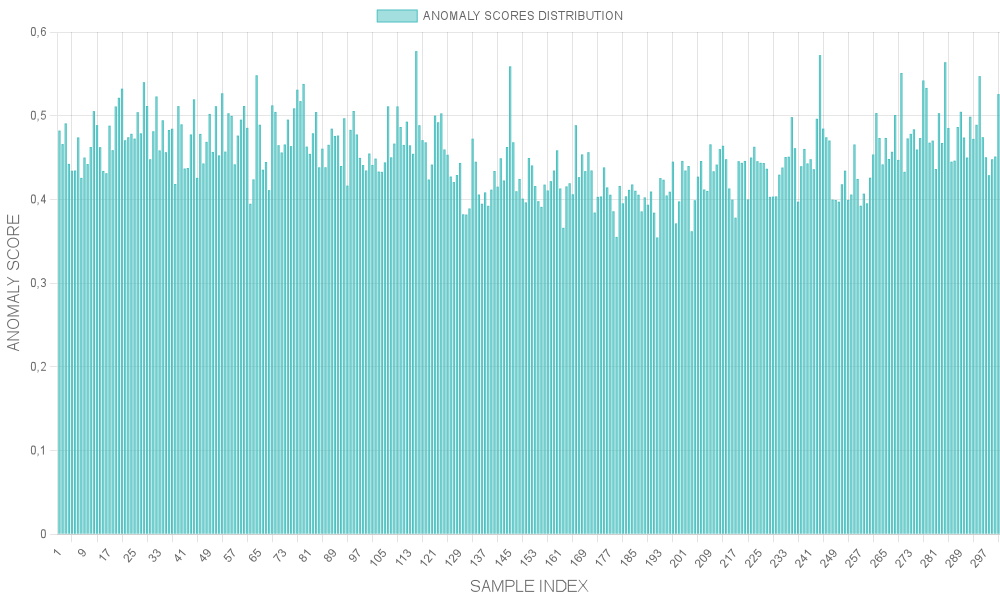 ANOMALY SCORES DISTRIBUTION
0,6
0,5
0,4
0,3
0,2
0,1
0
ANOMALY SCORE
1 9 17 25 33 41 49 57 65 73 81 89 97 105 113 121 129 137 145 153 161 169 177 185 193 201 209 217 225 233 241 249 257 265 273 281 289 297
SAMPLE INDEX